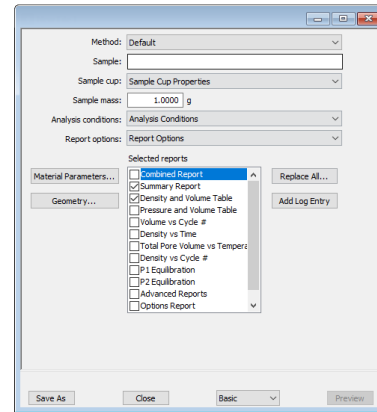 Method: Default
Sample:
Sample cup: Sample Cup Properties
Sample mass: 1.0000 g
Analysis conditions: Analysis Conditions
Report options: Report Options
Selected reports
Material Parameters...
Geometry...
Combined Report
Summary Report
Density and Volume Table
Pressure and Volume Table
Volume vs Cycle #
Density vs Time
Total Pore Volume vs Tempera
Density vs Cycle #
P1 Equilibration
P2 Equilibration
Advanced Reports
Options Report
Replace All...
Add Log Entry
Save As Close Basic Preview